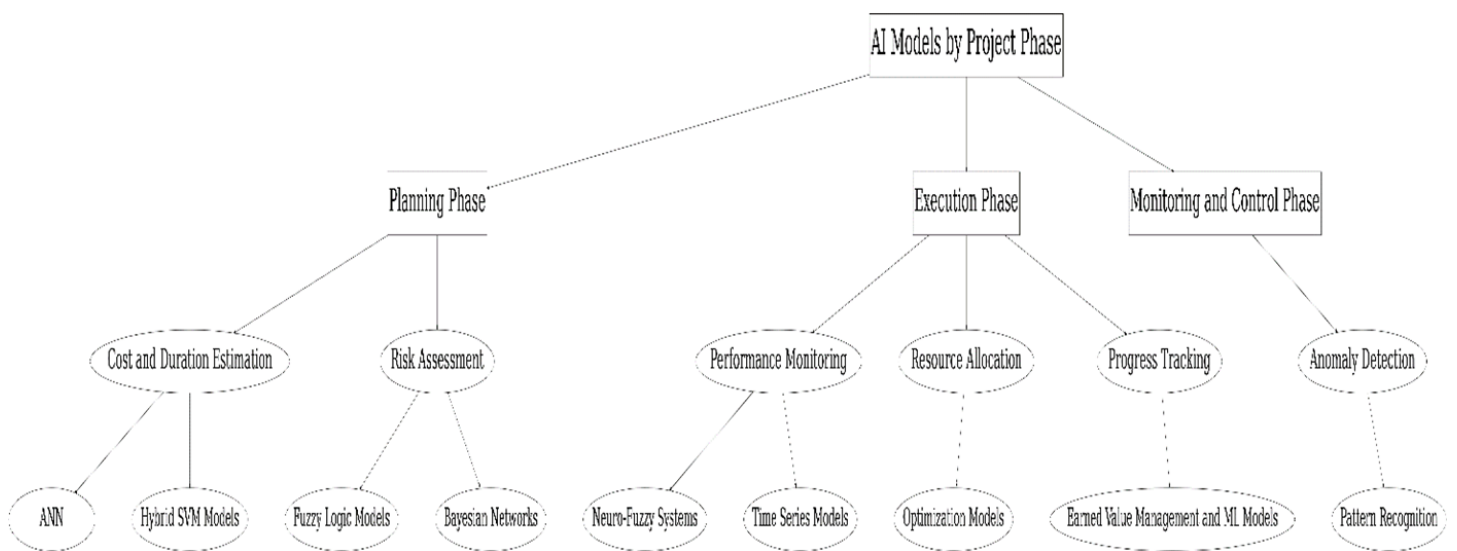 AI Models by Project Phase
Planning Phase
Execution Phase
Monitoring and Control Phase
Cost and Duration Estimation
Risk Assessment
Performance Monitoring
Resource Allocation
Progress Tracking
Anomaly Detection
ANN
Hybrid SVM Models
Fuzzy Logic Models
Bayesian Networks
Neuro-Fuzzy Systems
Time Series Models
Optimization Models
Earned Value Management and ML Models
Pattern Recognition